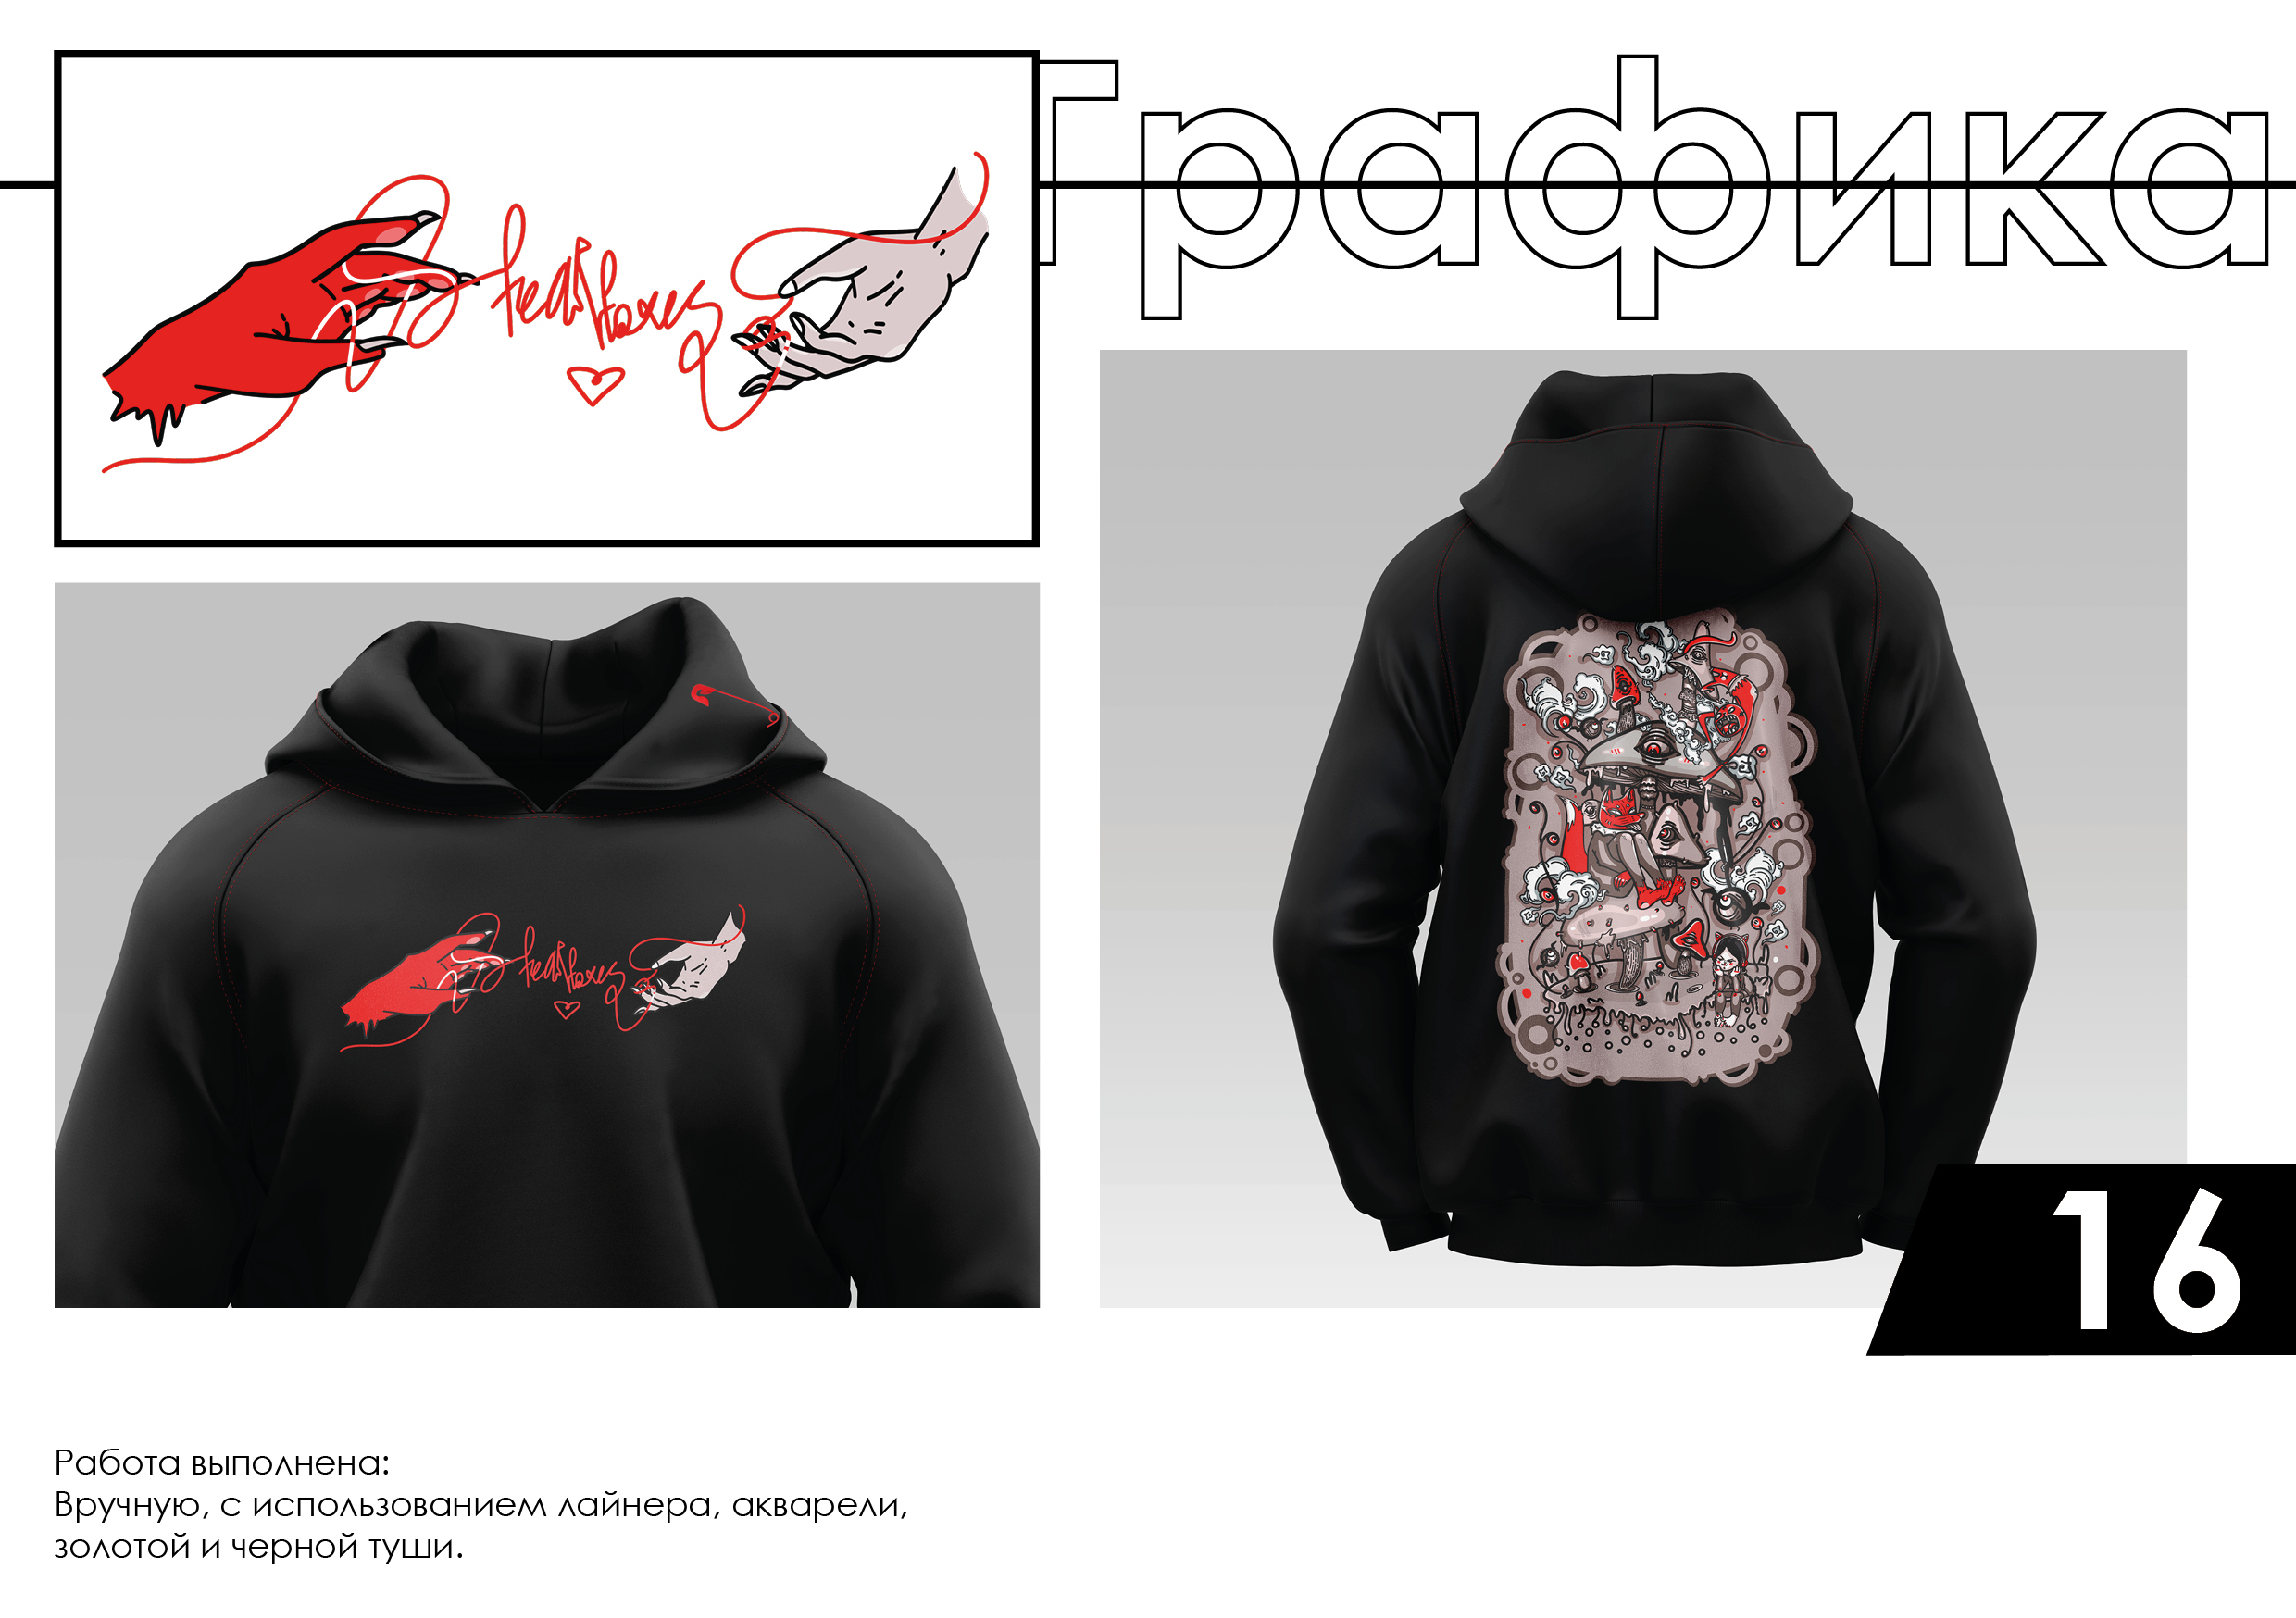 Графика
16
Работа выполнена:
Вручную, с использованием лайнера, акварели,
золотой и черной туши.